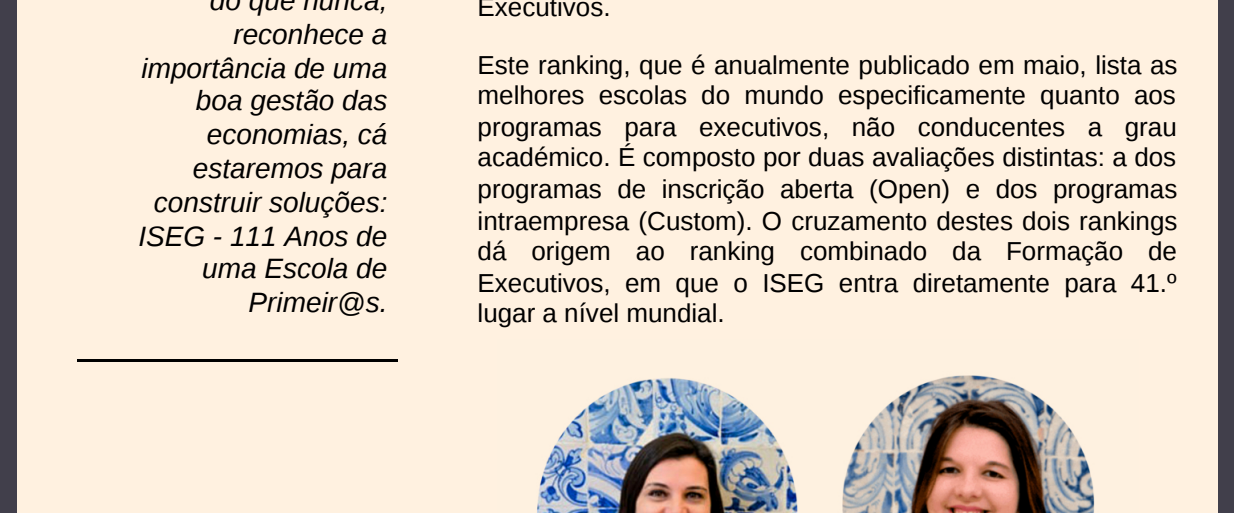 do que nunca,
reconhece a
importância de uma
boa gestão das
economias, cá
estaremos para
construir soluções:
ISEG - 111 Anos de
uma Escola de
Primeir@s.
Executivos.
Este ranking, que é anualmente publicado em maio, lista as
melhores escolas do mundo especificamente quanto aos
programas para executivos, não conducentes a grau
académico. É composto por duas avaliações distintas: a dos
programas de inscrição aberta (Open) e dos programas
intraempresa (Custom). O cruzamento destes dois rankings
dá origem ao ranking combinado da Formação de
Executivos, em que o ISEG entra diretamente para 41.º
lugar a nível mundial.